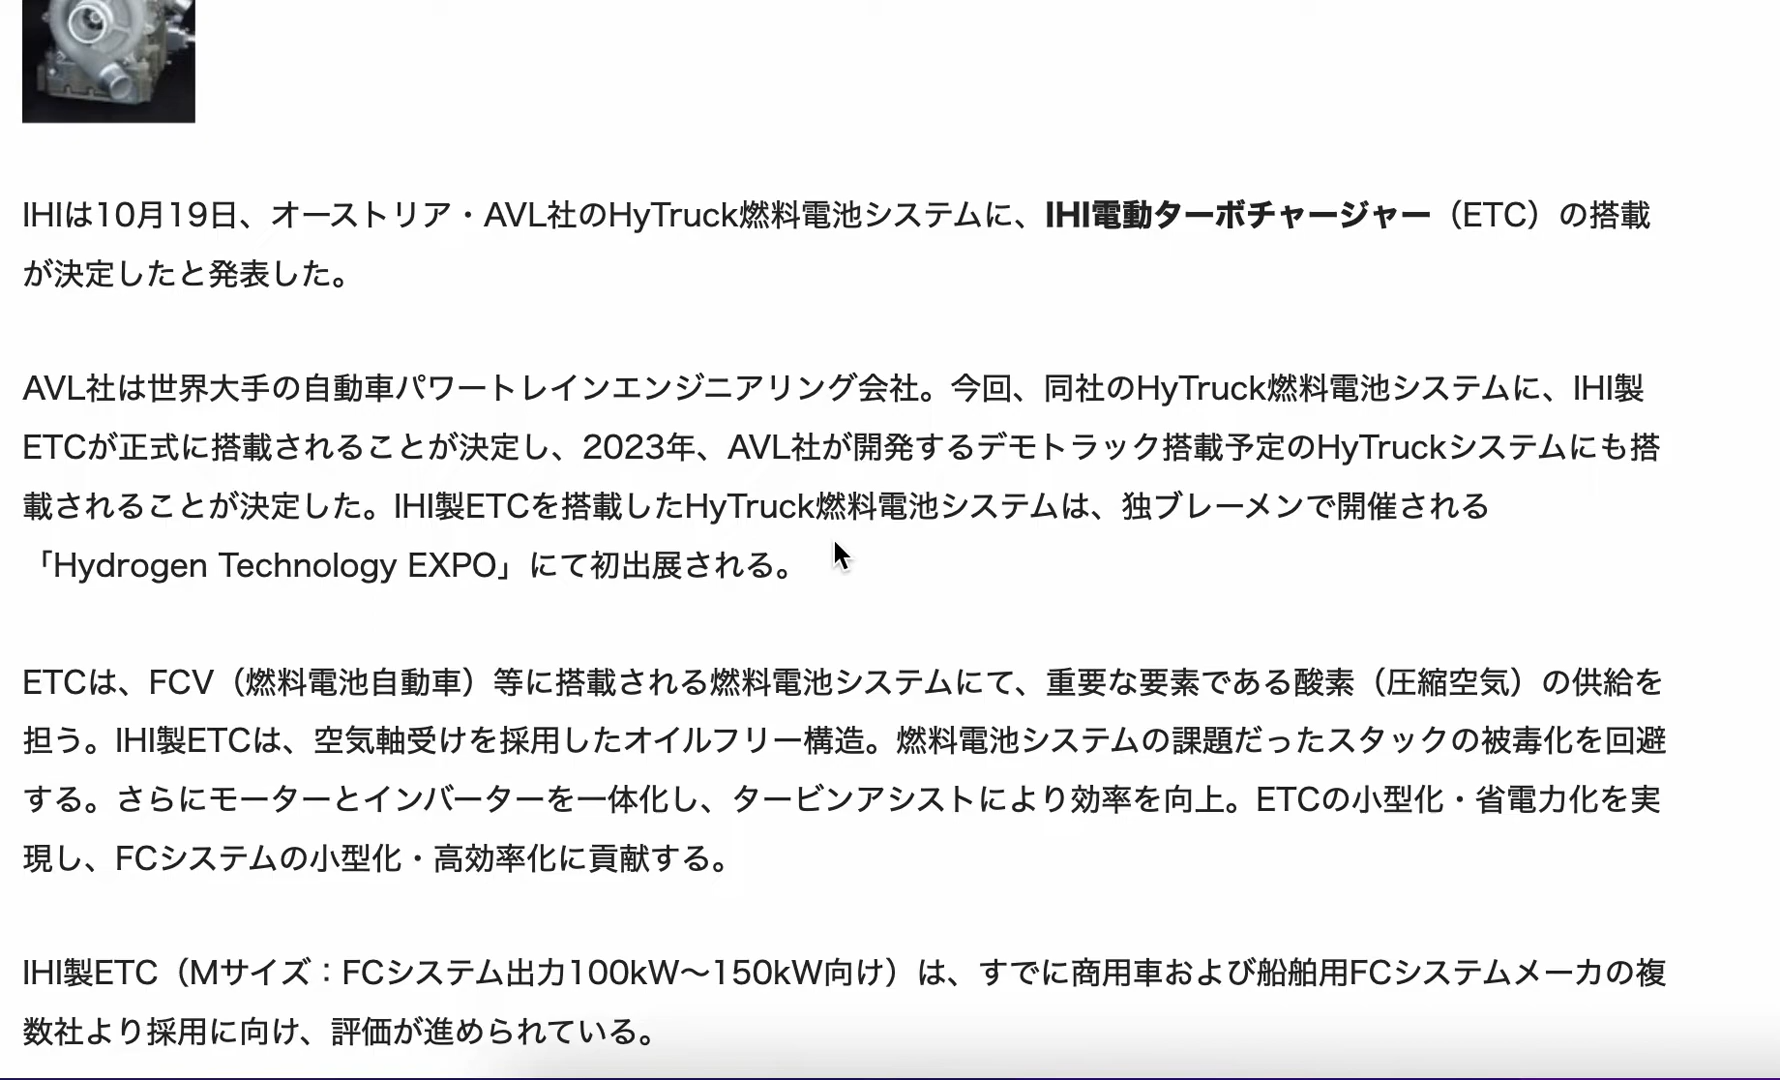 IHIは10月19日、オーストリア・AVL社のHyTruck燃料電池システムに、IHI電動ターボチャージャー（ETC）の搭載
が決定したと発表した。
AVL社は世界大手の自動車パワートレインエンジニアリング会社。今回、同社のHyTruck燃料電池システムに、IHI製
ETCが正式に搭載されることが決定し、2023年、AVL社が開発するデモトラック搭載予定のHyTruckシステムにも搭
載されることが決定した。IHI製ETCを搭載したHyTruck燃料電池システムは、独ブレーメンで開催される
「Hydrogen Technology EXPO」にて初出展される。
ETCは、FCV（燃料電池自動車）等に搭載される燃料電池システムにて、重要な要素である酸素（圧縮空気）の供給を
担う。IHI製ETCは、空気軸受けを採用したオイルフリー構造。燃料電池システムの課題だったスタックの被毒化を回避
する。さらにモーターとインバーターを一体化し、タービンアシストにより効率を向上。ETCの小型化・省電力化を実
現し、FCシステムの小型化・高効率化に貢献する。
IHI製ETC（Mサイズ：FCシステム出力100kW〜150kW向け）は、すでに商用車および船舶用FCシステムメーカの複
数社より採用に向け、評価が進められている。